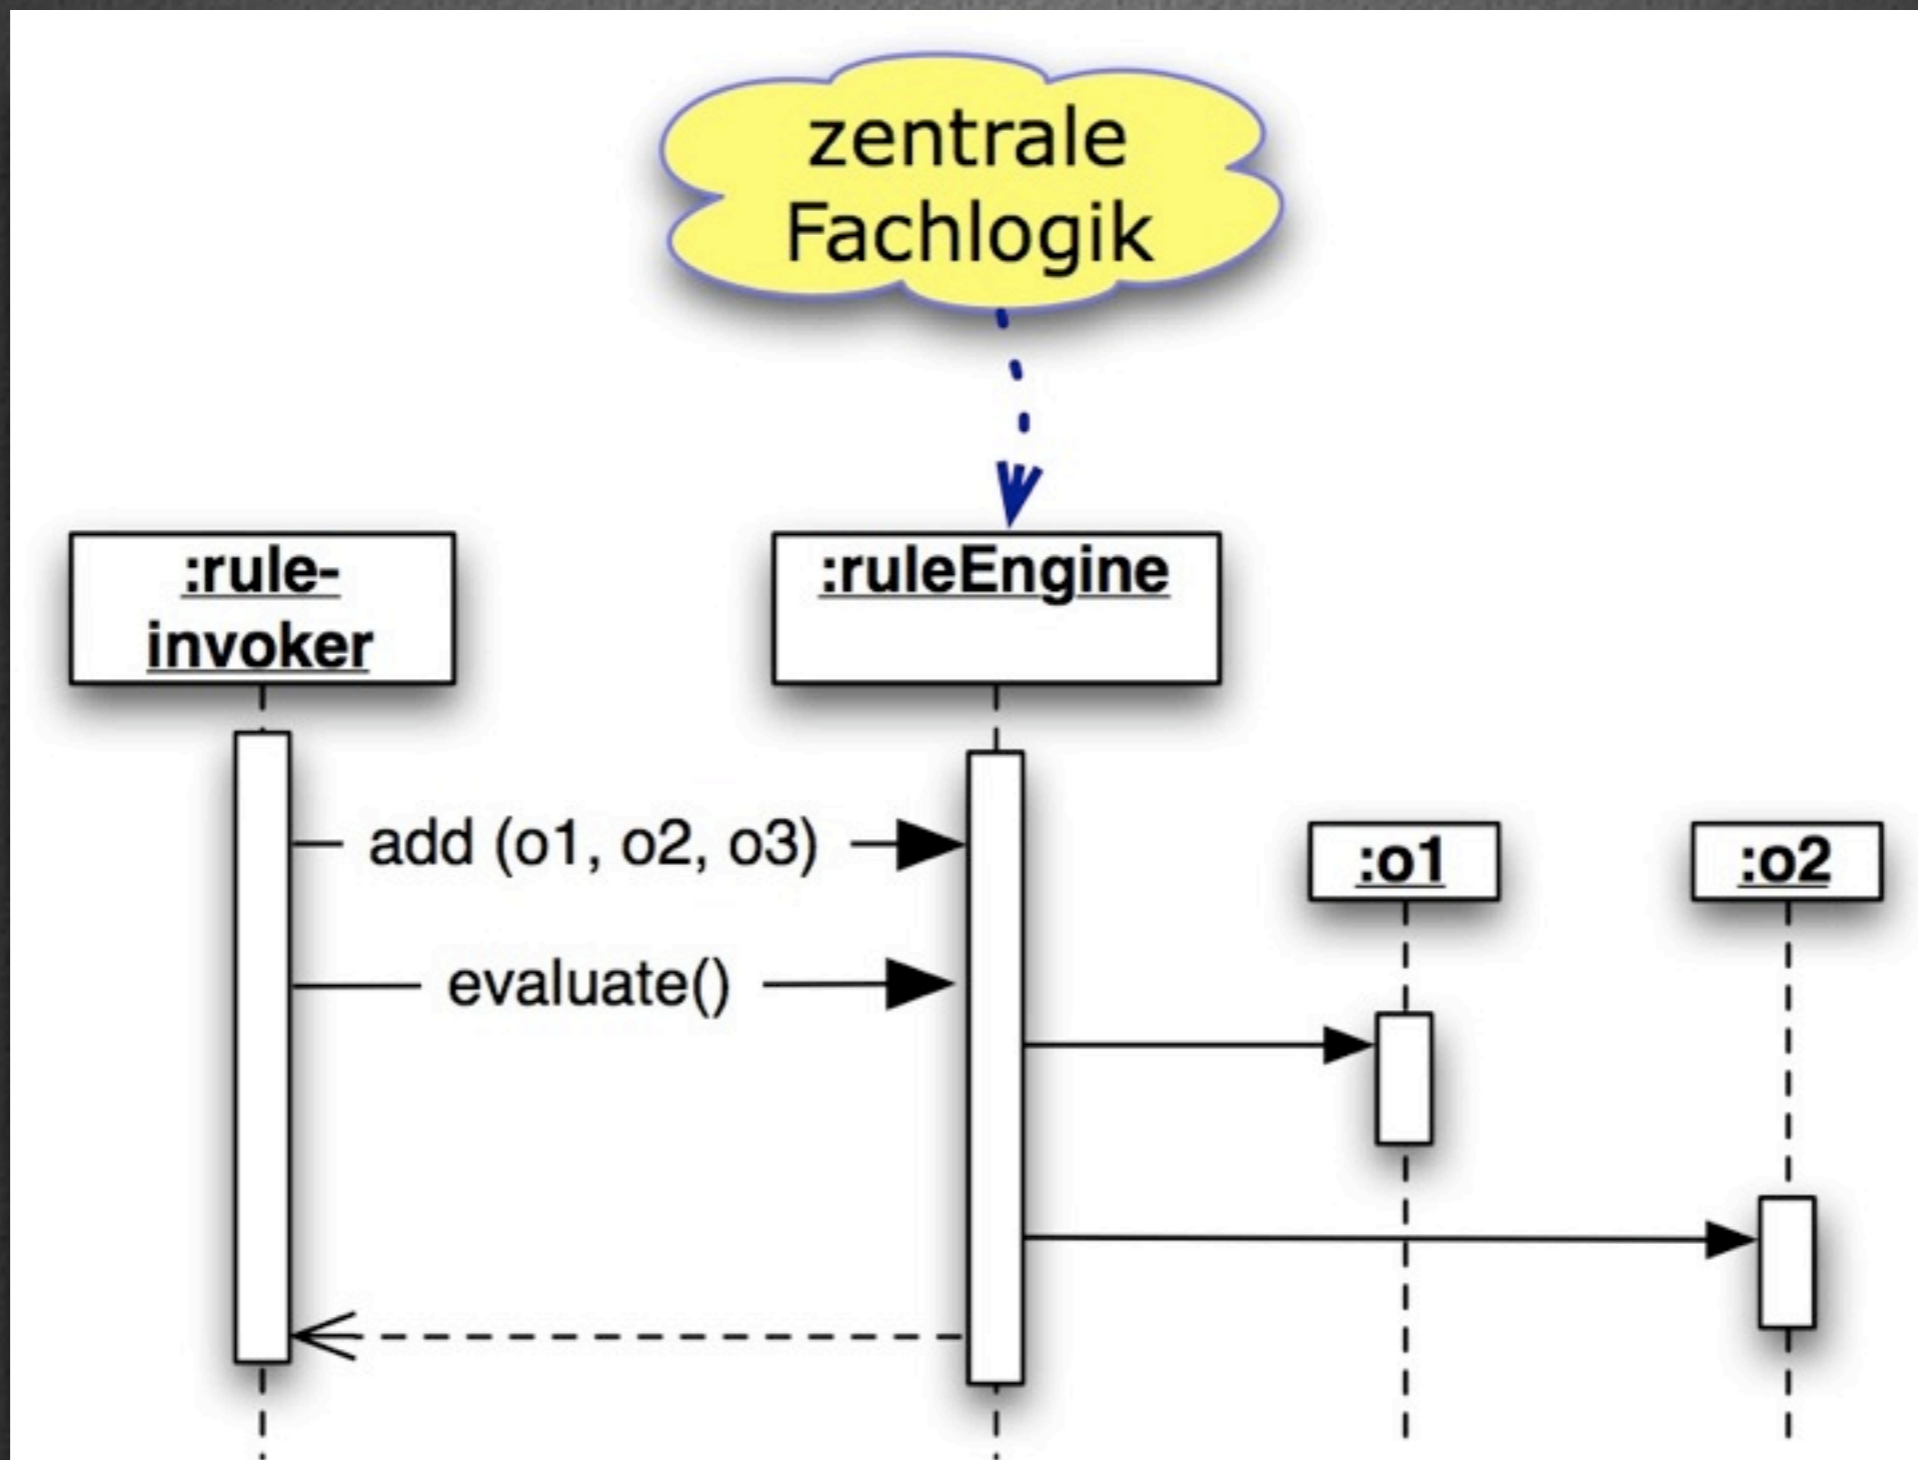 zentrale
Fachlogik
:rule-
invoker
:ruleEngine
add (o1, o2, o3)
:o1
:o2
evaluate()